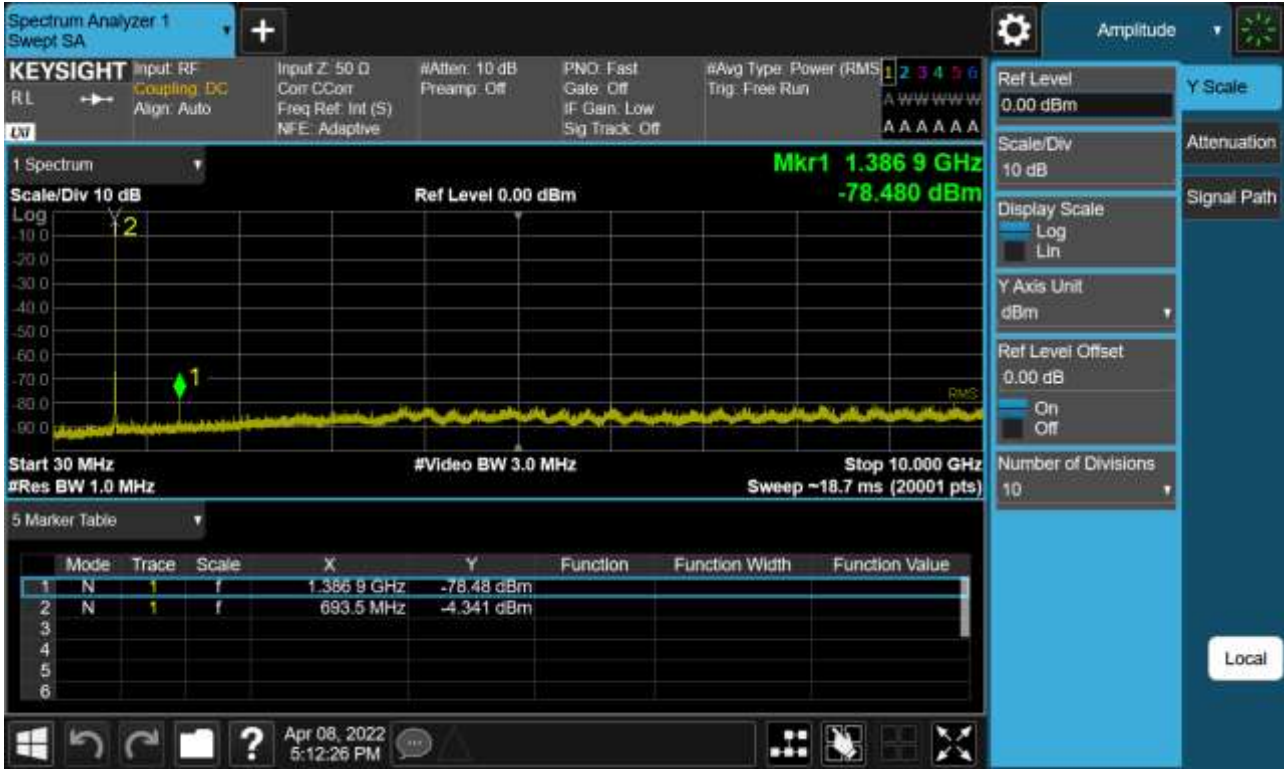 Spectrum Analyzer 1
Swept SA
Amplitude
KEYSIGHT
RL
LXI
Input: RF
Coupling: DC
Align: Auto
Input Z: 50 Ω
Corr CCorr
Freq Ref: Int (S)
NFE: Adaptive
#Atten: 10 dB
Preamp: Off
PNO: Fast
Gate: Off
IF Gain: Low
Sig Track: Off
#Avg Type: Power (RMS
Trig: Free Run
1 2 3 4 5 6
A W W W W W
A A A A A A
1 Spectrum
Mkr1 1.386 9 GHz
-78.480 dBm
Scale/Div 10 dB
Ref Level 0.00 dBm
Log
-10.0
-20.0
-30.0
-40.0
-50.0
-60.0
-70.0
-80.0
-90.0
2
1
RMS
Start 30 MHz
#Video BW 3.0 MHz
Stop 10.000 GHz
#Res BW 1.0 MHz
Sweep ~18.7 ms (20001 pts)
5 Marker Table
Mode Trace Scale X Y Function Function Width Function Value
1 N 1 f 1.386 9 GHz -78.48 dBm
2 N 1 f 693.5 MHz -4.341 dBm
3
4
5
6
Ref Level
0.00 dBm
Scale/Div
10 dB
Display Scale
Log
Lin
Y Axis Unit
dBm
Ref Level Offset
0.00 dB
On
Off
Number of Divisions
10
Y Scale
Attenuation
Signal Path
Local
?
Apr 08, 2022
5:12:26 PM